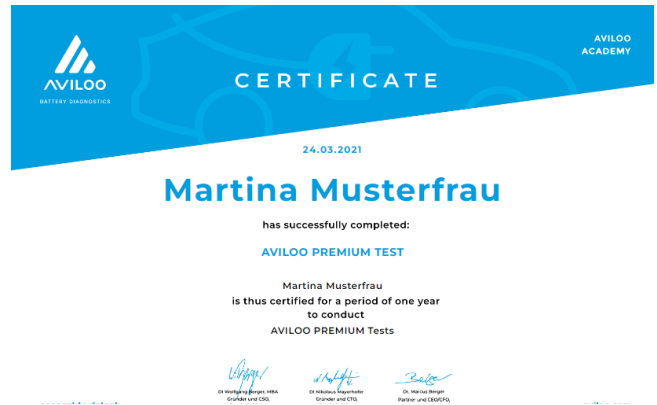 AVILOO
BATTERY DIAGNOSTICS
AVILOO
ACADEMY
CERTIFICATE
24.03.2021
Martina Musterfrau
has successfully completed:
AVILOO PREMIUM TEST
Martina Musterfrau
is thus certified for a period of one year
to conduct
AVILOO PREMIUM Tests
DI Wolfgang Berger, MBA
Gründer und CSO,
DI Nikolaus Mayerhofer
Gründer und CTO,
Dr. Marcus Berger
Partner und CEO/CFO,